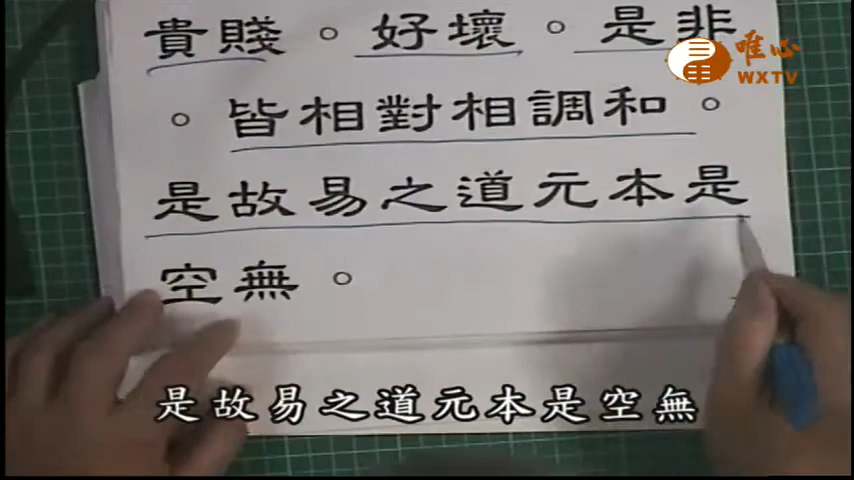 貴賤。好壞。是非
。皆相對相調和。
是故易之道元本是
空無。
唯心
WXTV
是故易之道元本是空無